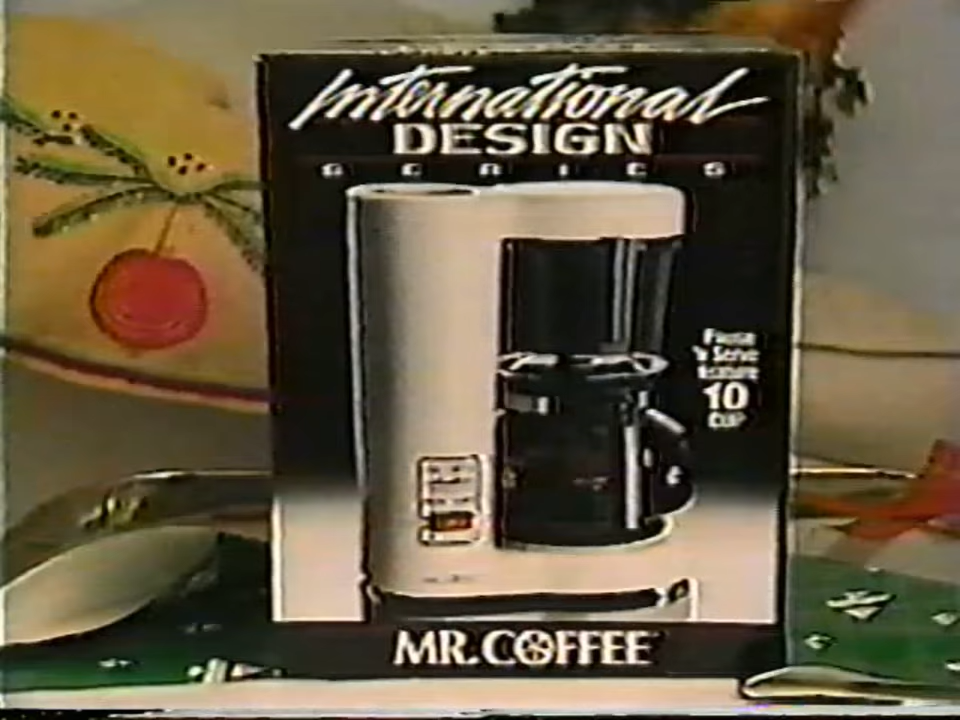 International
DESIGN
SERIES
Pause
'n Serve
feature
10
CUP
MR. COFFEE